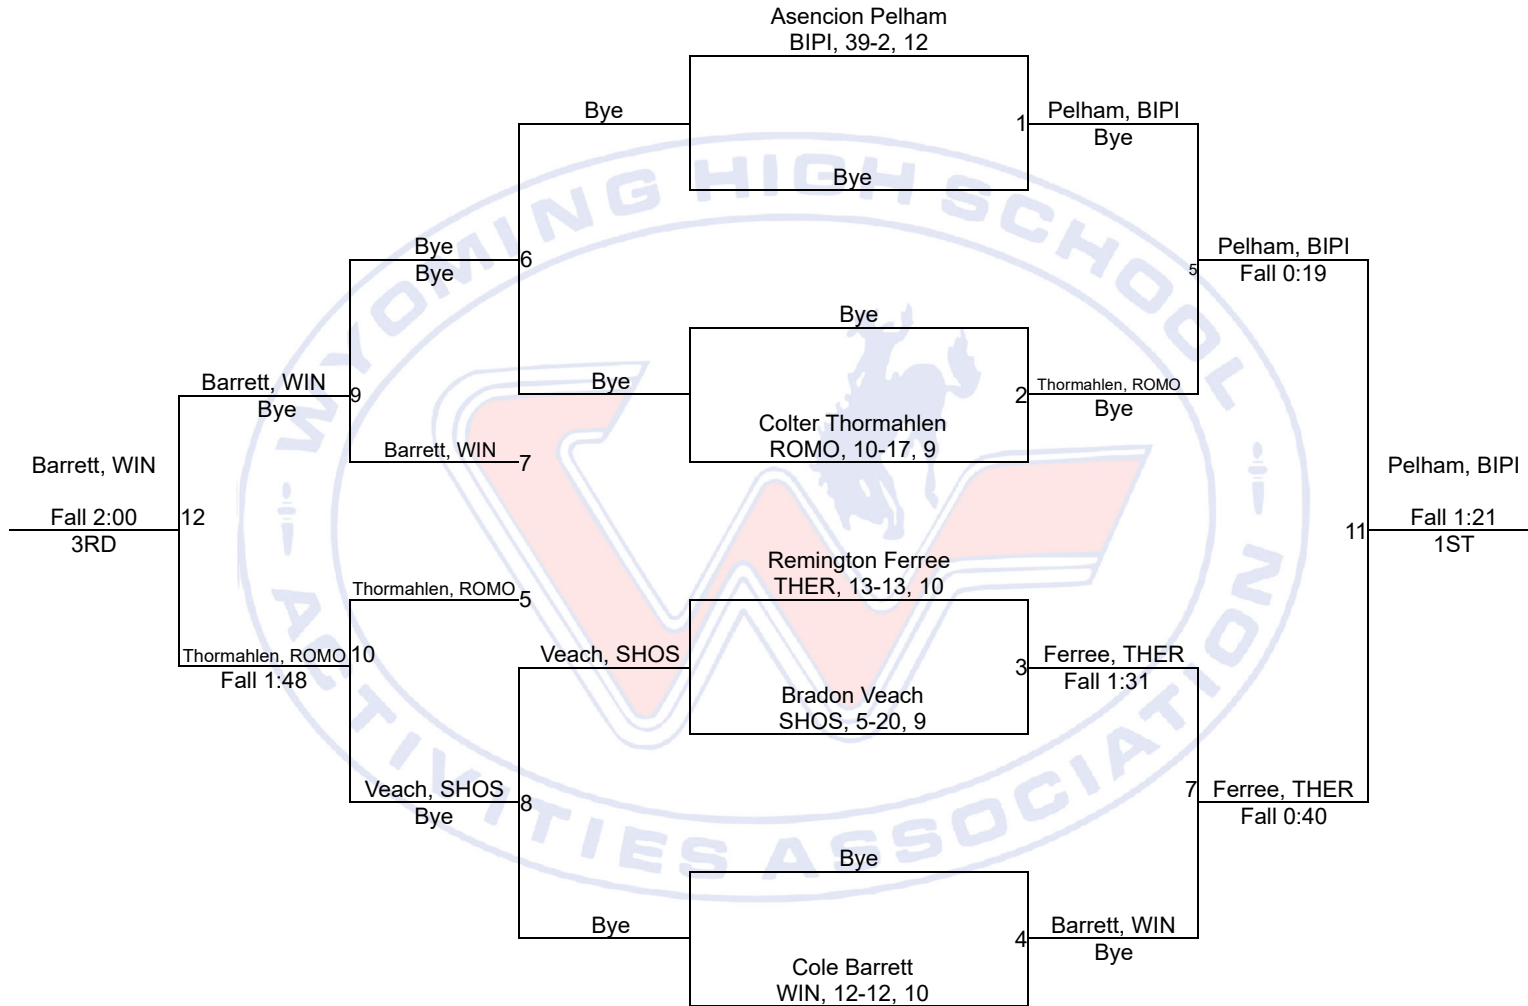 Asencion Pelham
BIPI, 39-2, 12
Bye
1
Pelham, BIPI
Bye
Bye
WYOMING HIGH SCHOOL
Bye
Bye
6
Pelham, BIPI
5
Fall 0:19
Bye
Barrett, WIN
Bye
9
Bye
2
Thormahlen, ROMO
Bye
Colter Thormahlen
ROMO, 10-17, 9
Barrett, WIN
7
Barrett, WIN
Fall 2:00
3RD
12
Pelham, BIPI
11
Fall 1:21
1ST
Remington Ferree
THER, 13-13, 10
Thormahlen, ROMO
5
Thormahlen, ROMO
10
Fall 1:48
Veach, SHOS
3
Ferree, THER
Fall 1:31
Bradon Veach
SHOS, 5-20, 9
Veach, SHOS
Bye
8
7
Ferree, THER
Fall 0:40
ACTIVITIES ASSOCIATION
Bye
Bye
4
Barrett, WIN
Bye
Cole Barrett
WIN, 12-12, 10